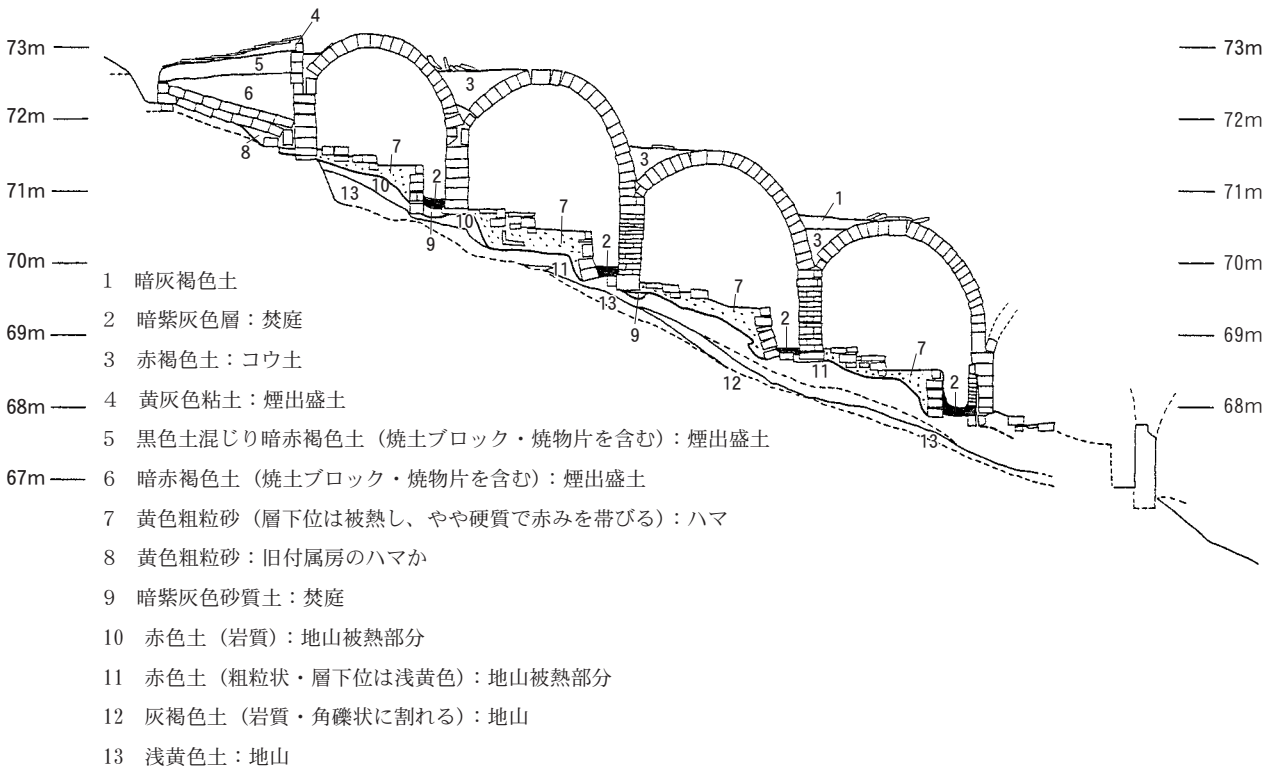 4
73m
73m
5
3
6
72m
72m
8
7
3
2
10
71m
71m
13
1
10
7
3
9
2
70m
70m
11
7
13
1 暗灰褐色土
2 暗紫灰色層：焚庭
2
69m
69m
9
11
7
3 赤褐色土：コウ土
12
2
4 黄灰色粘土：煙出盛土
68m
68m
13
5 黒色土混じり暗赤褐色土（焼土ブロック・焼物片を含む）：煙出盛土
67m
6 暗赤褐色土（焼土ブロック・焼物片を含む）：煙出盛土
7 黄色粗粒砂（層下位は被熱し、やや硬質で赤みを帯びる）：ハマ
8 黄色粗粒砂：旧付属房のハマか
9 暗紫灰色砂質土：焚庭
10 赤色土（岩質）：地山被熱部分
11 赤色土（粗粒状・層下位は浅黄色）：地山被熱部分
12 灰褐色土（岩質・角礫状に割れる）：地山
13 浅黄色土：地山